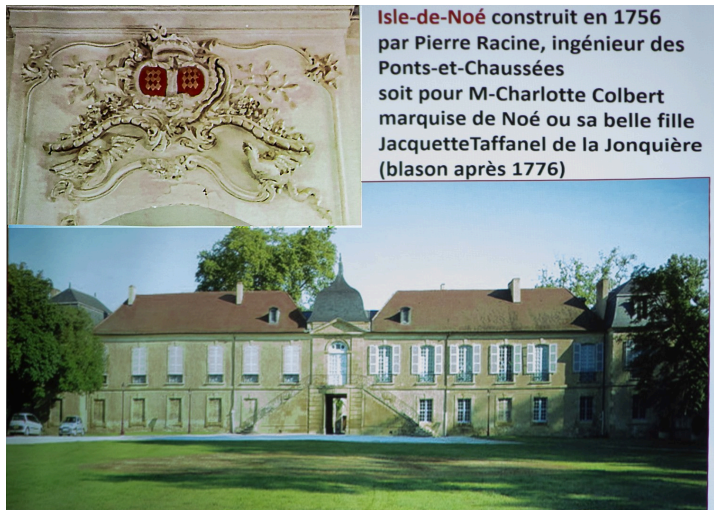 Isle-de-Noé construit en 1756
par Pierre Racine, ingénieur des
Ponts-et-Chaussées
soit pour M-Charlotte Colbert
marquise de Noé ou sa belle fille
JacquetteTaffanel de la Jonquière
(blason après 1776)